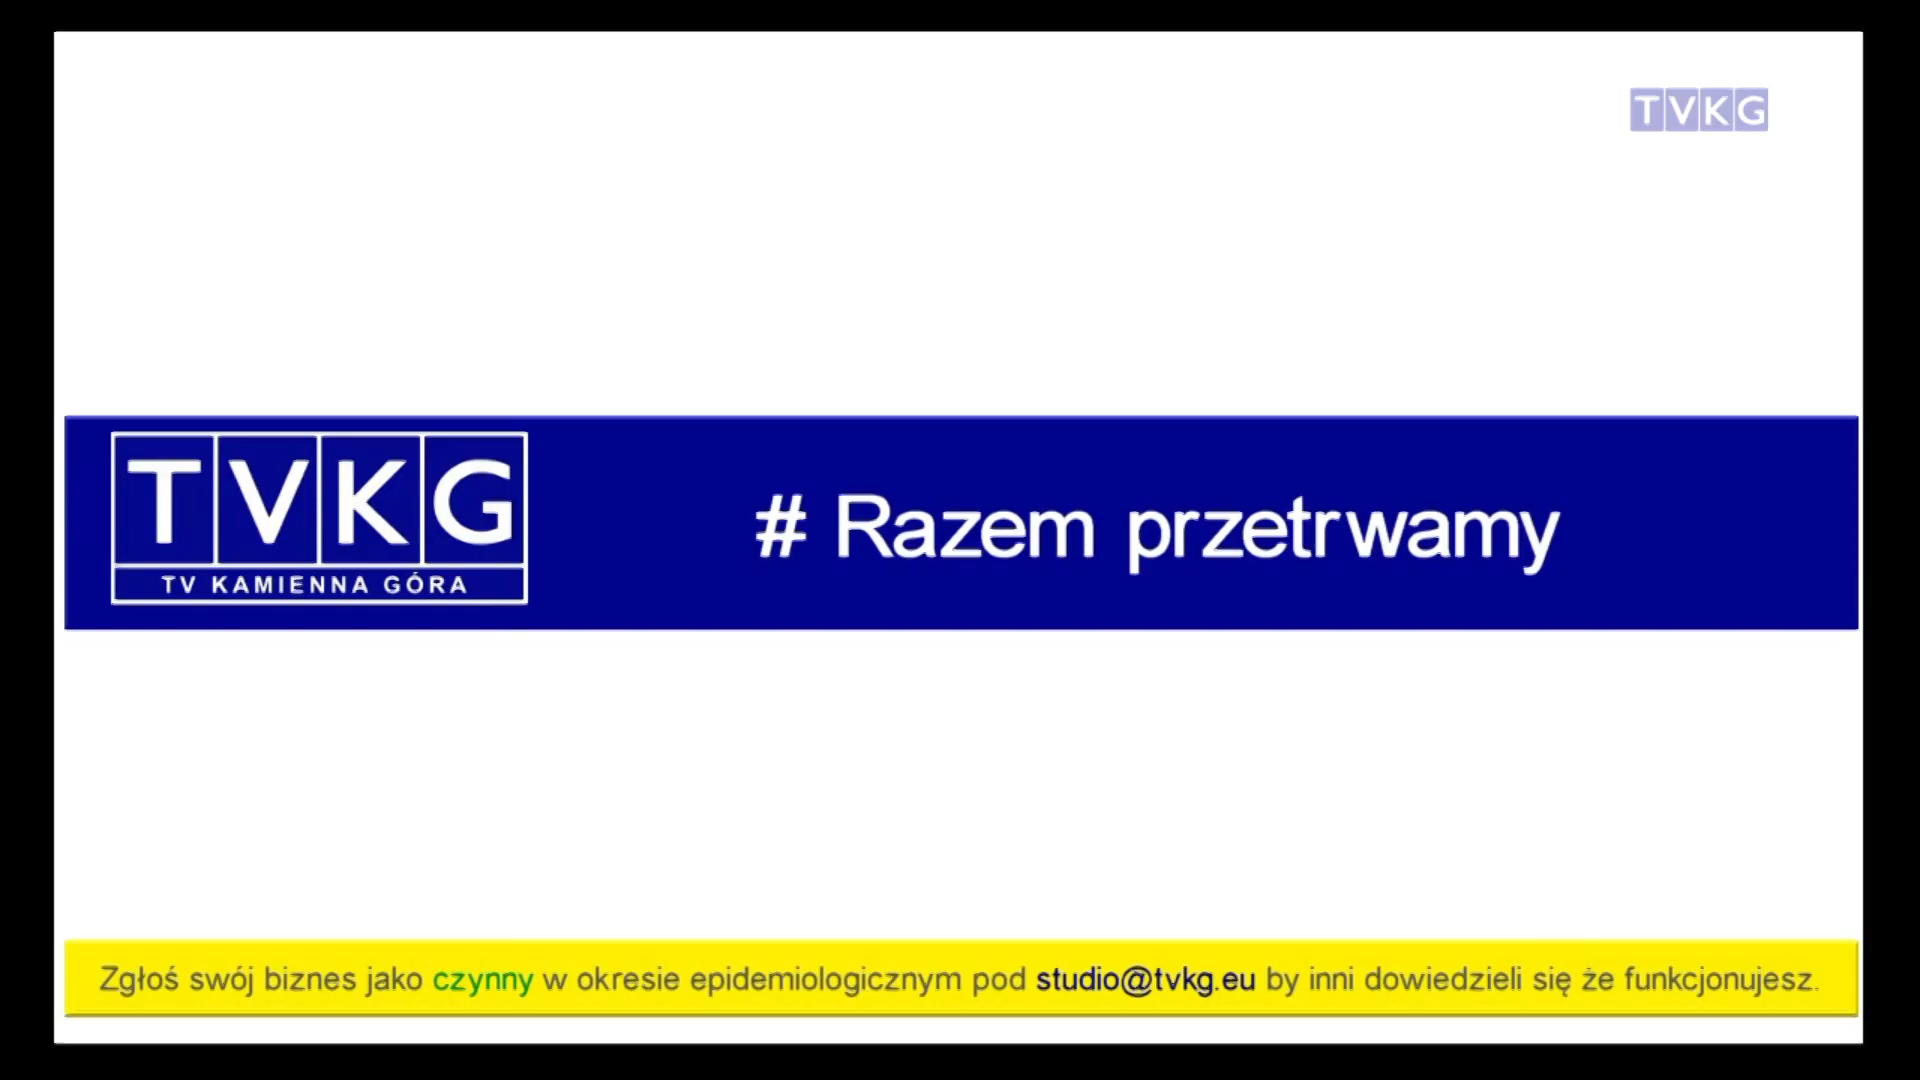 TVKG
TVKG
TV KAMIENNA GÓRA
# Razem przetrwamy
Zgłoś swój biznes jako czynny w okresie epidemiologicznym pod studio@tvkg.eu by inni dowiedzieli się że funkcjonujesz.